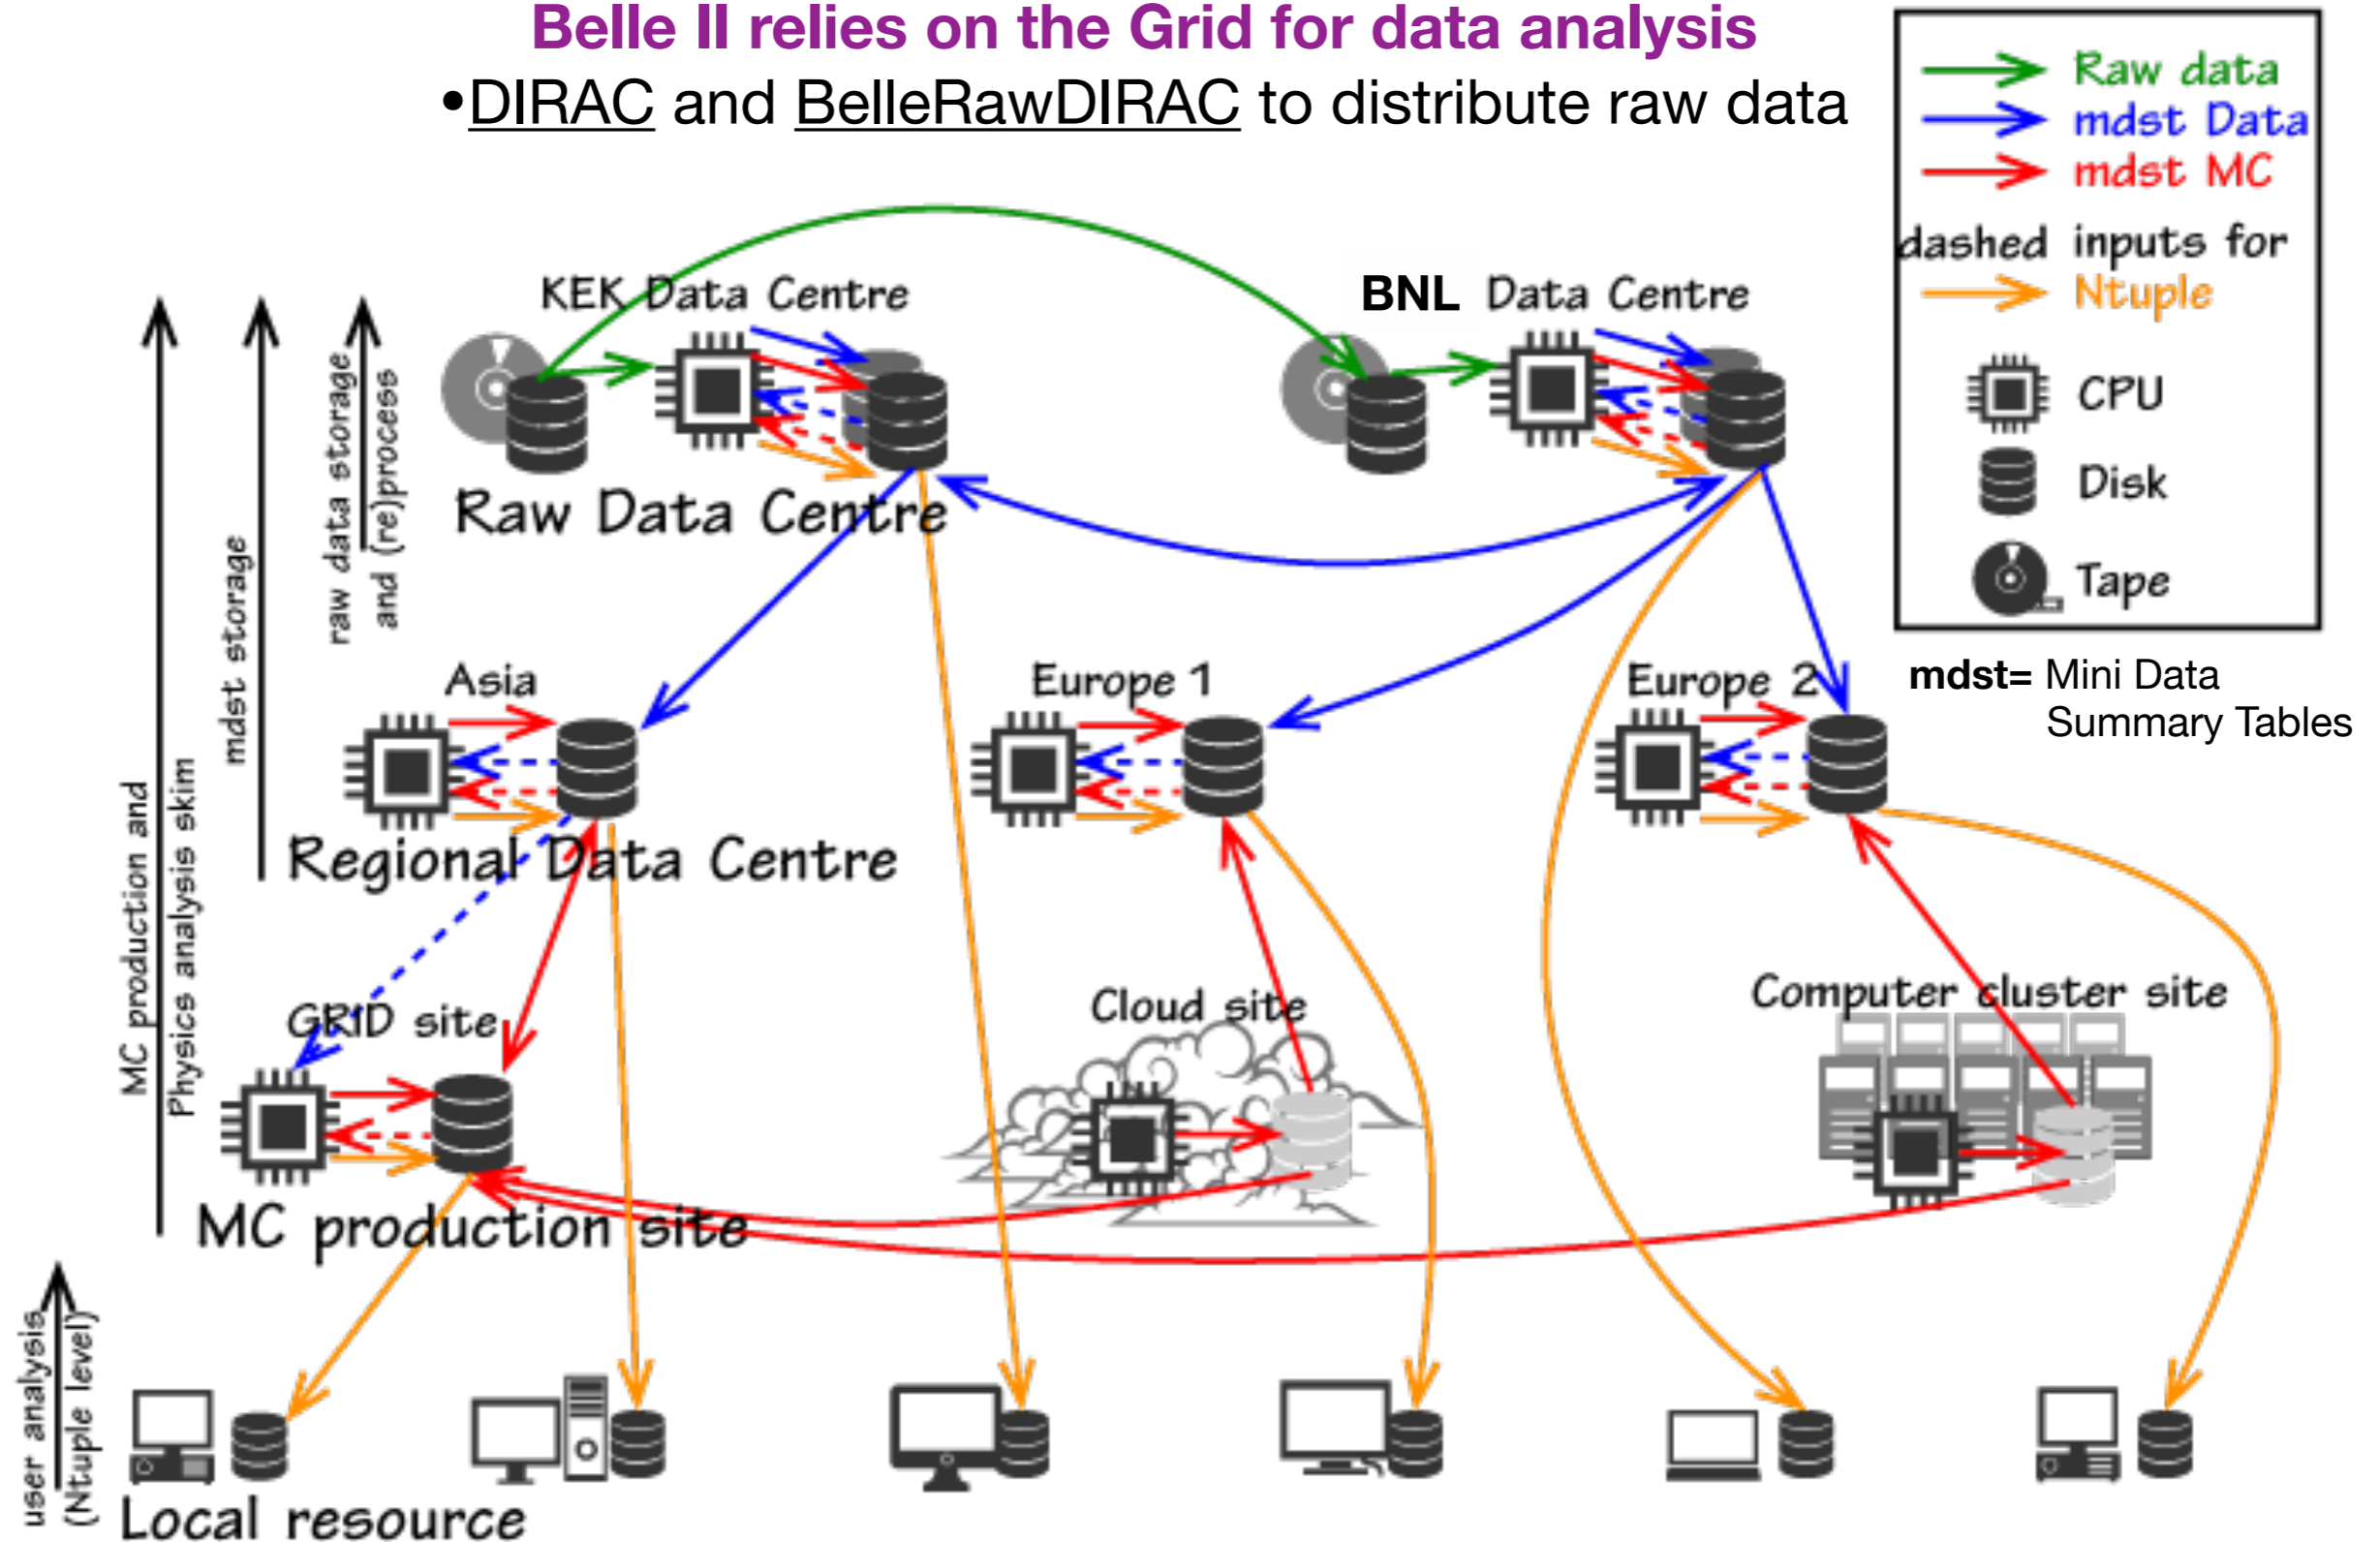 Belle II relies on the Grid for data analysis
•DIRAC and BelleRawDIRAC to distribute raw data
Raw data
mdst Data
mdst MC
dashed inputs for
Ntuple
CPU
Disk
Tape
mdst= Mini Data
Summary Tables
KEK Data Centre
BNL Data Centre
Raw Data Centre
raw data storage
and (re)process
mdst storage
MC production and
Physics analysis skim
Asia
Europe 1
Europe 2
Regional Data Centre
GRID site
Cloud site
Computer cluster site
MC production site
user analysis
(Ntuple level)
Local resource